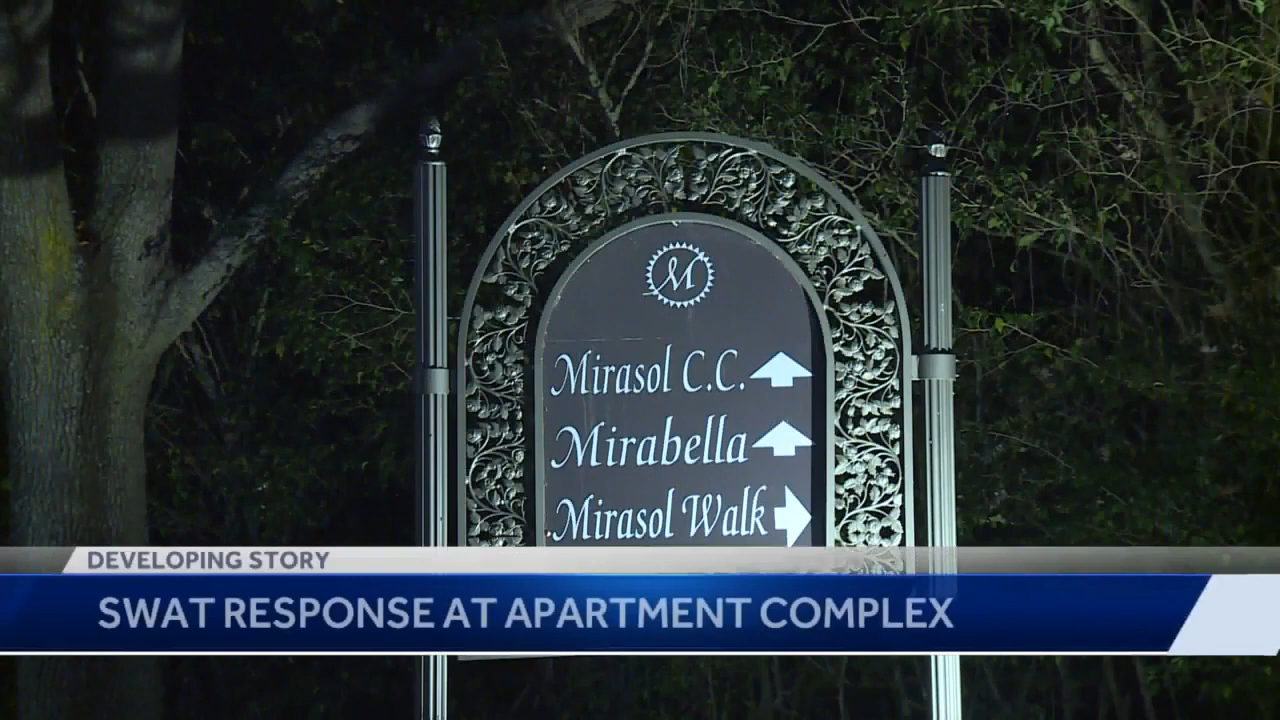 M
Mirasol C.C.
Mirabella
Mirasol Walk
DEVELOPING STORY
SWAT RESPONSE AT APARTMENT COMPLEX